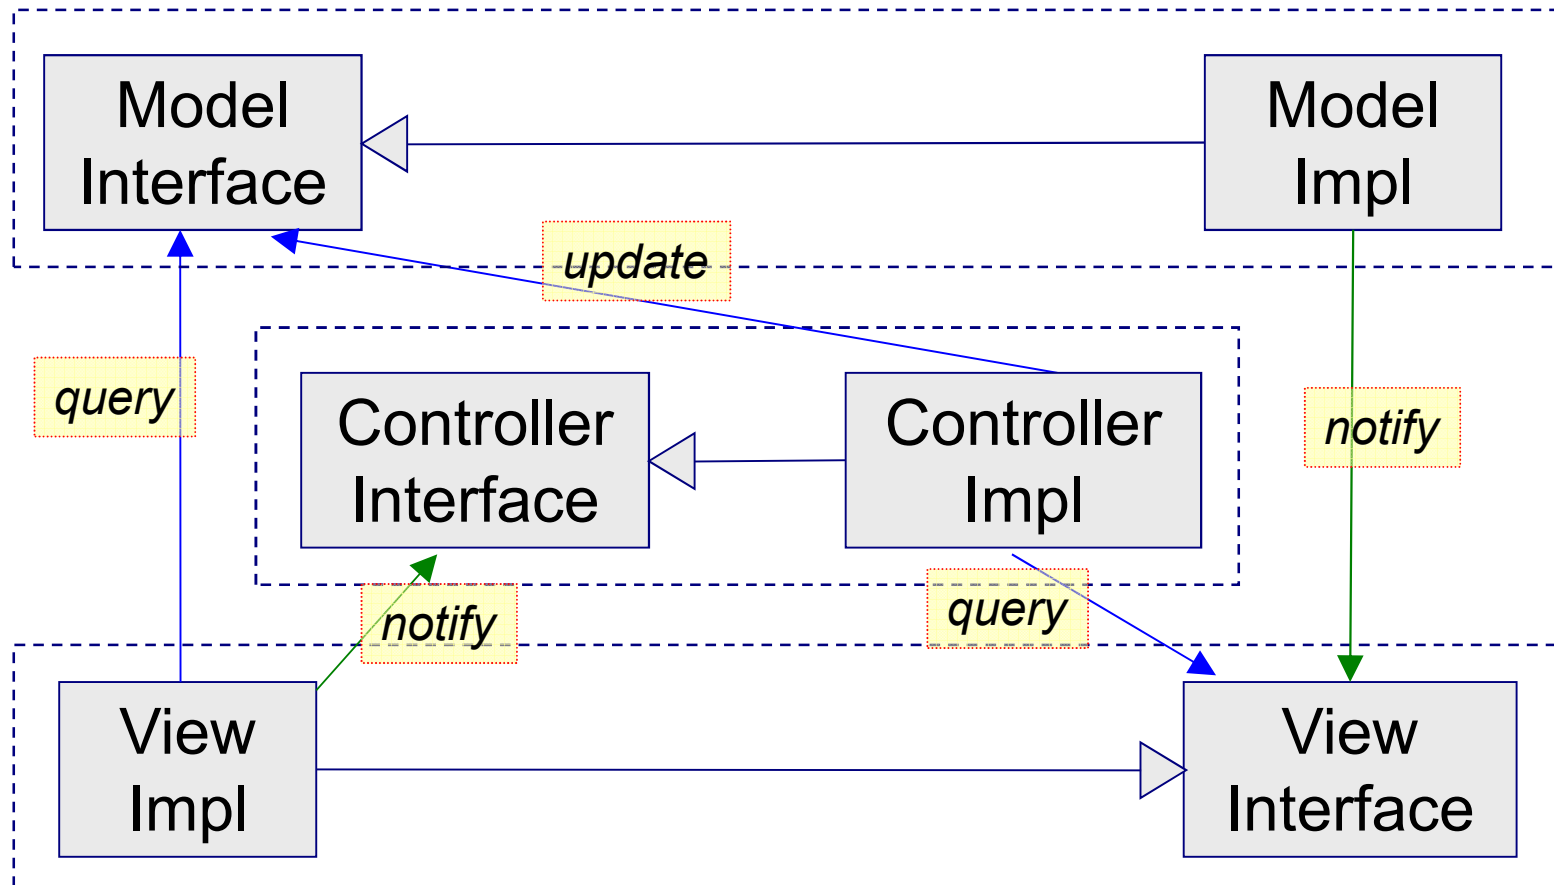 Model
Interface
Model
Impl
update
query
Controller
Interface
Controller
Impl
notify
notify
query
View
Impl
View
Interface